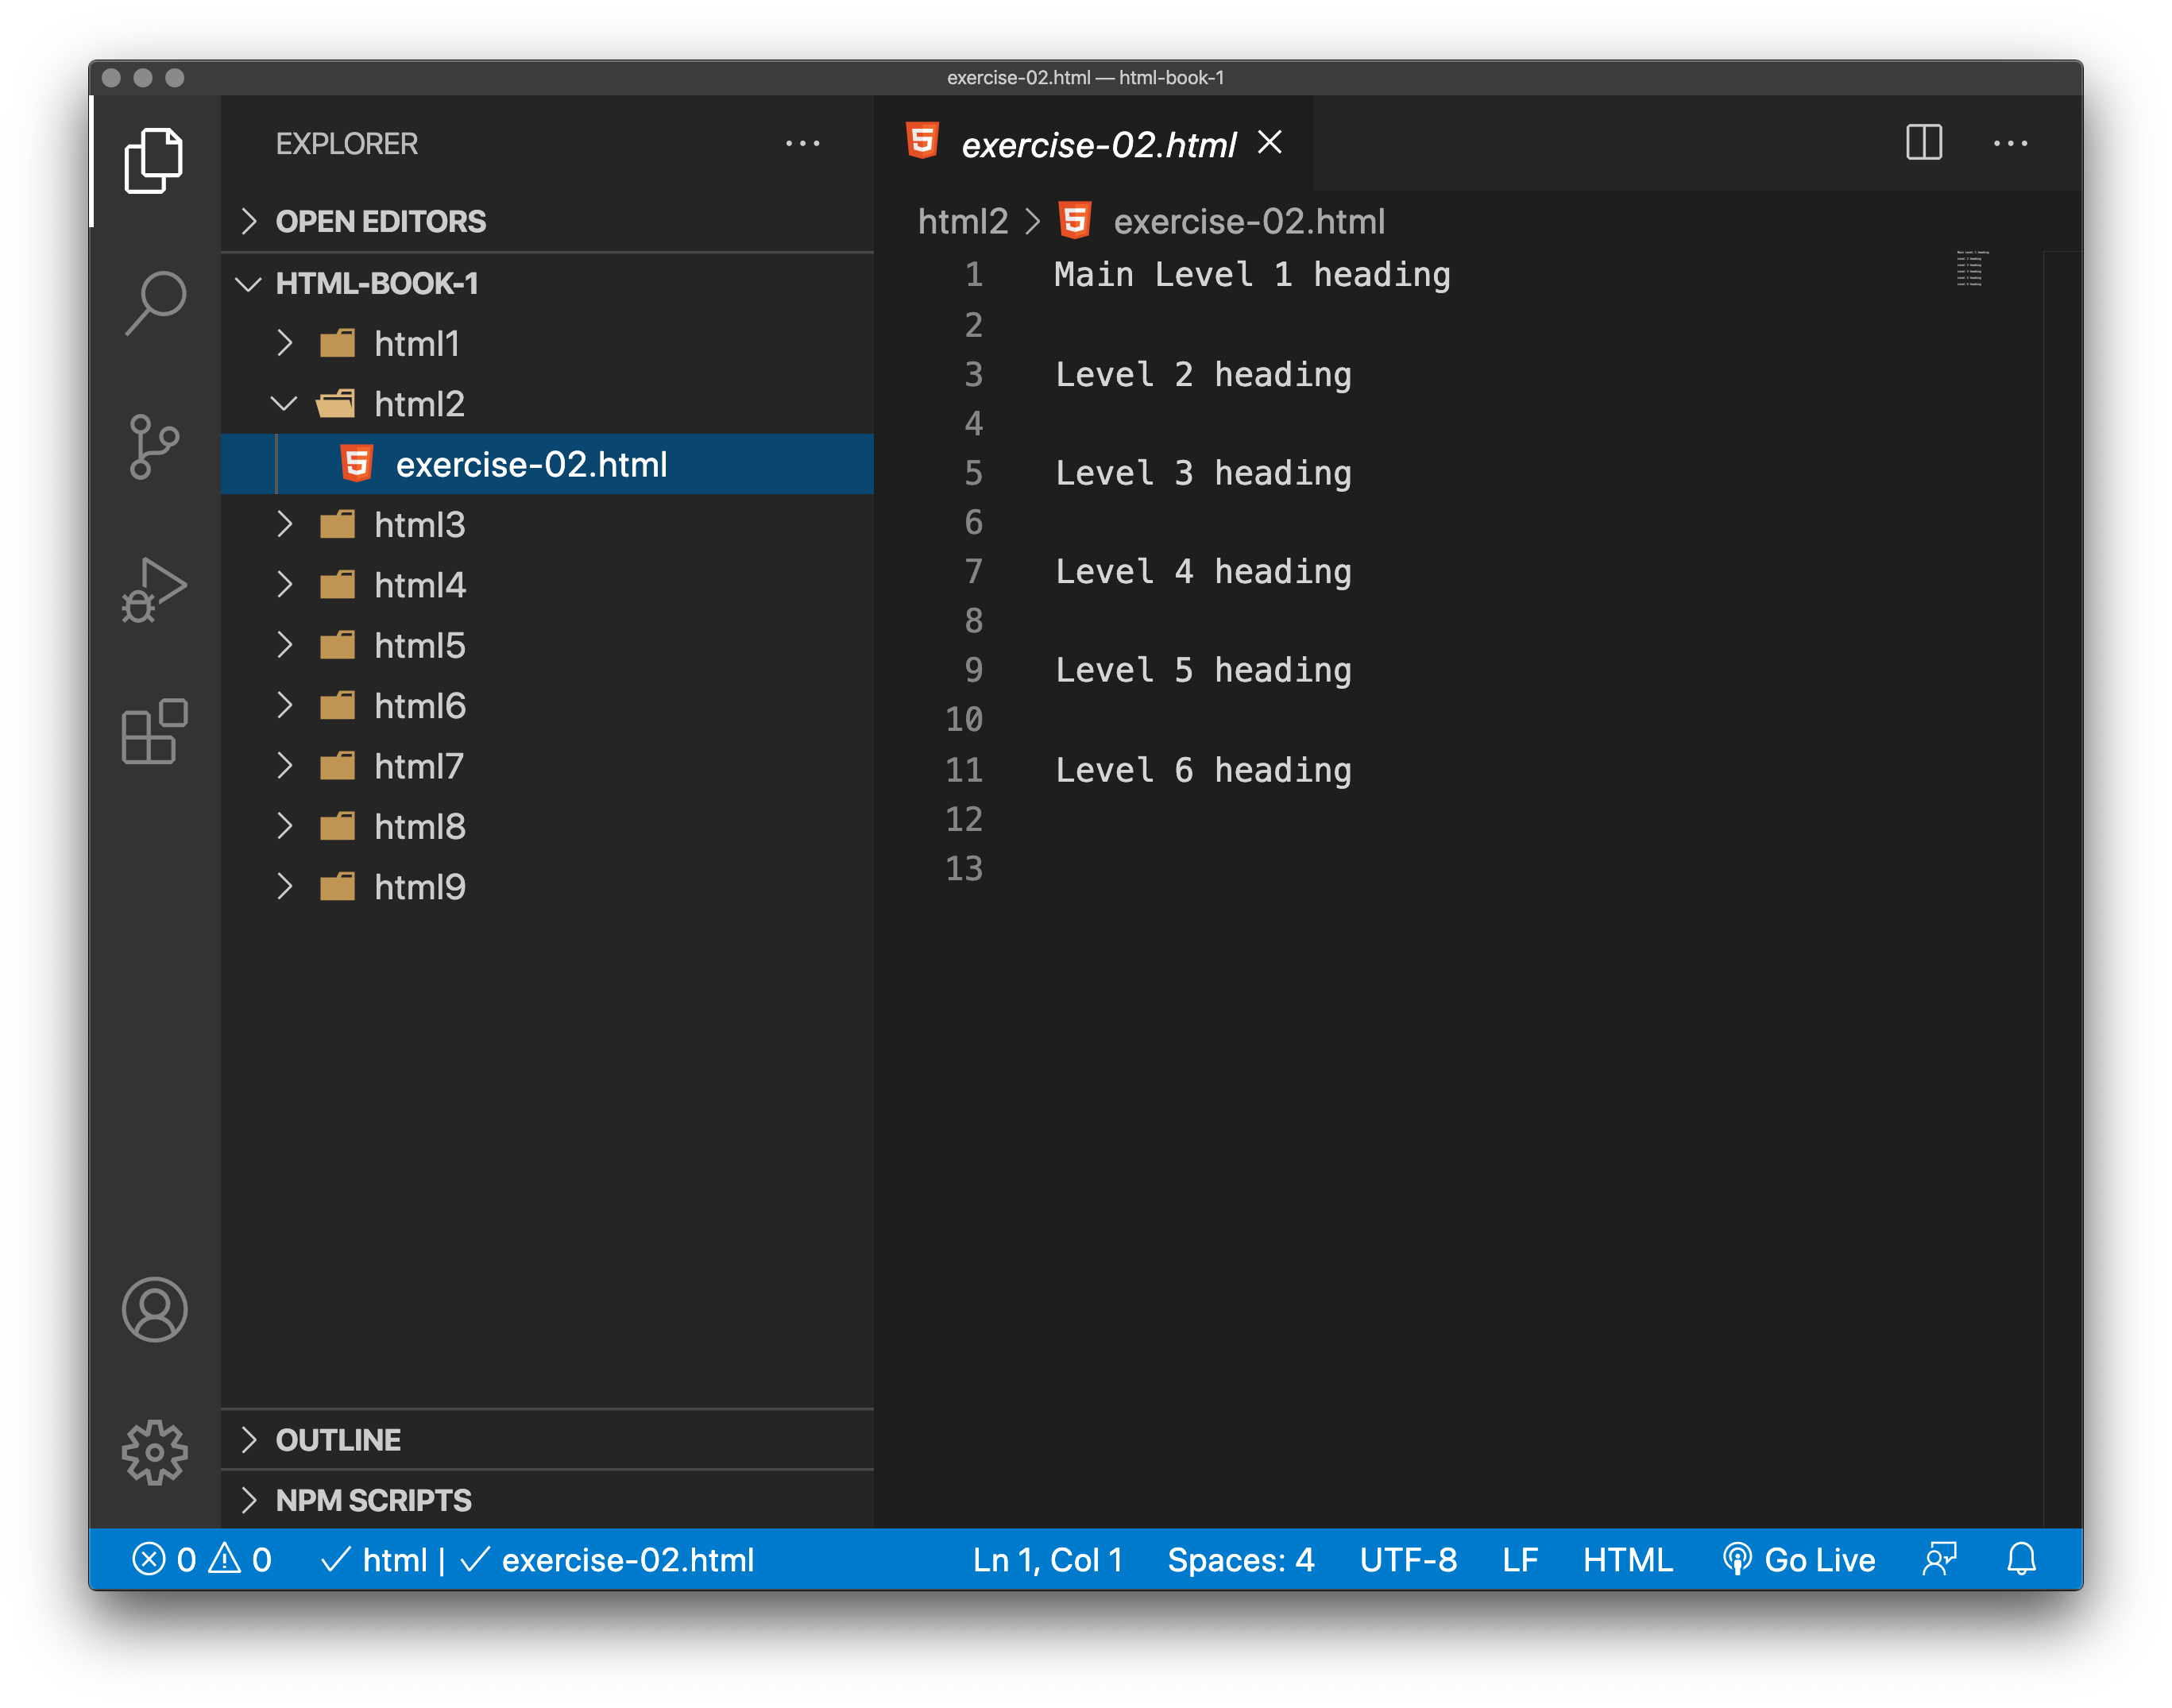 exercise-02.html — html-book-1
EXPLORER
OPEN EDITORS
HTML-BOOK-1
html1
html2
exercise-02.html
html3
html4
html5
html6
html7
html8
html9
OUTLINE
NPM SCRIPTS
exercise-02.html
html2 > exercise-02.html
1 Main Level 1 heading
2
3 Level 2 heading
4
5 Level 3 heading
6
7 Level 4 heading
8
9 Level 5 heading
10
11 Level 6 heading
12
13
0 0 html | exercise-02.html Ln 1, Col 1 Spaces: 4 UTF-8 LF HTML Go Live